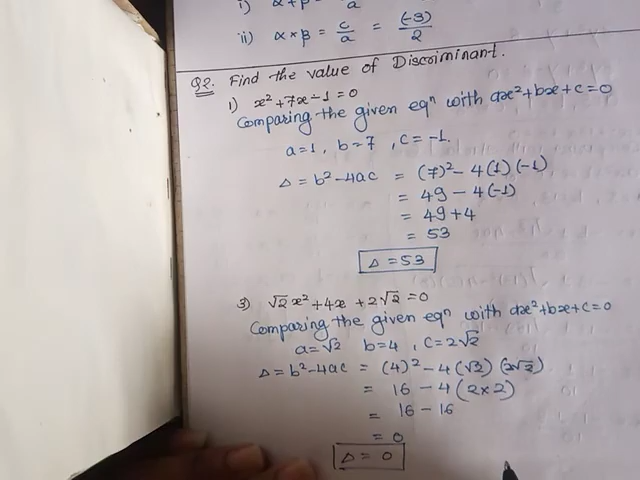 i) α+β = a
ii) α×β = c/a = (-3)/2
Q2. Find the value of Discriminant.
1) x²+7x-1=0
Comparing the given eqⁿ with ax²+bx+c=0
a=1, b=7, c=-1.
Δ=b²-4ac = (7)²-4(1)(-1)
= 49-4(-1)
= 49+4
= 53
Δ=53
3) √2x²+4x+2√2=0
Comparing the given eqⁿ with ax²+bx+c=0
a=√2 b=4, c=2√2
Δ=b²-4ac = (4)²-4(√2)(2√2)
= 16-4(2×2)
= 16-16
= 0
Δ= 0